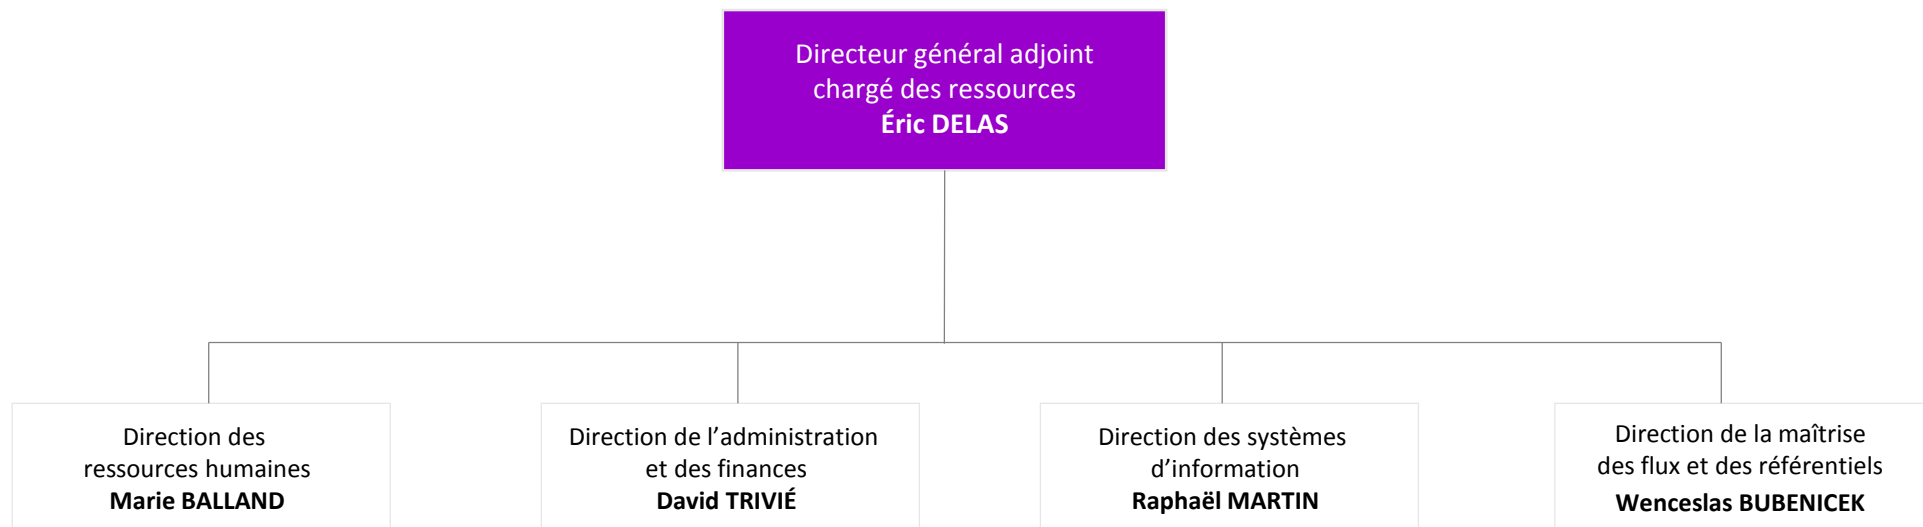 Directeur général adjoint
chargé des ressources
Éric DELAS
Direction des
ressources humaines
Marie BALLAND
Direction de l’administration
et des finances
David TRIVIÉ
Direction des systèmes
d’information
Raphaël MARTIN
Direction de la maîtrise
des flux et des référentiels
Wenceslas BUBENICEK